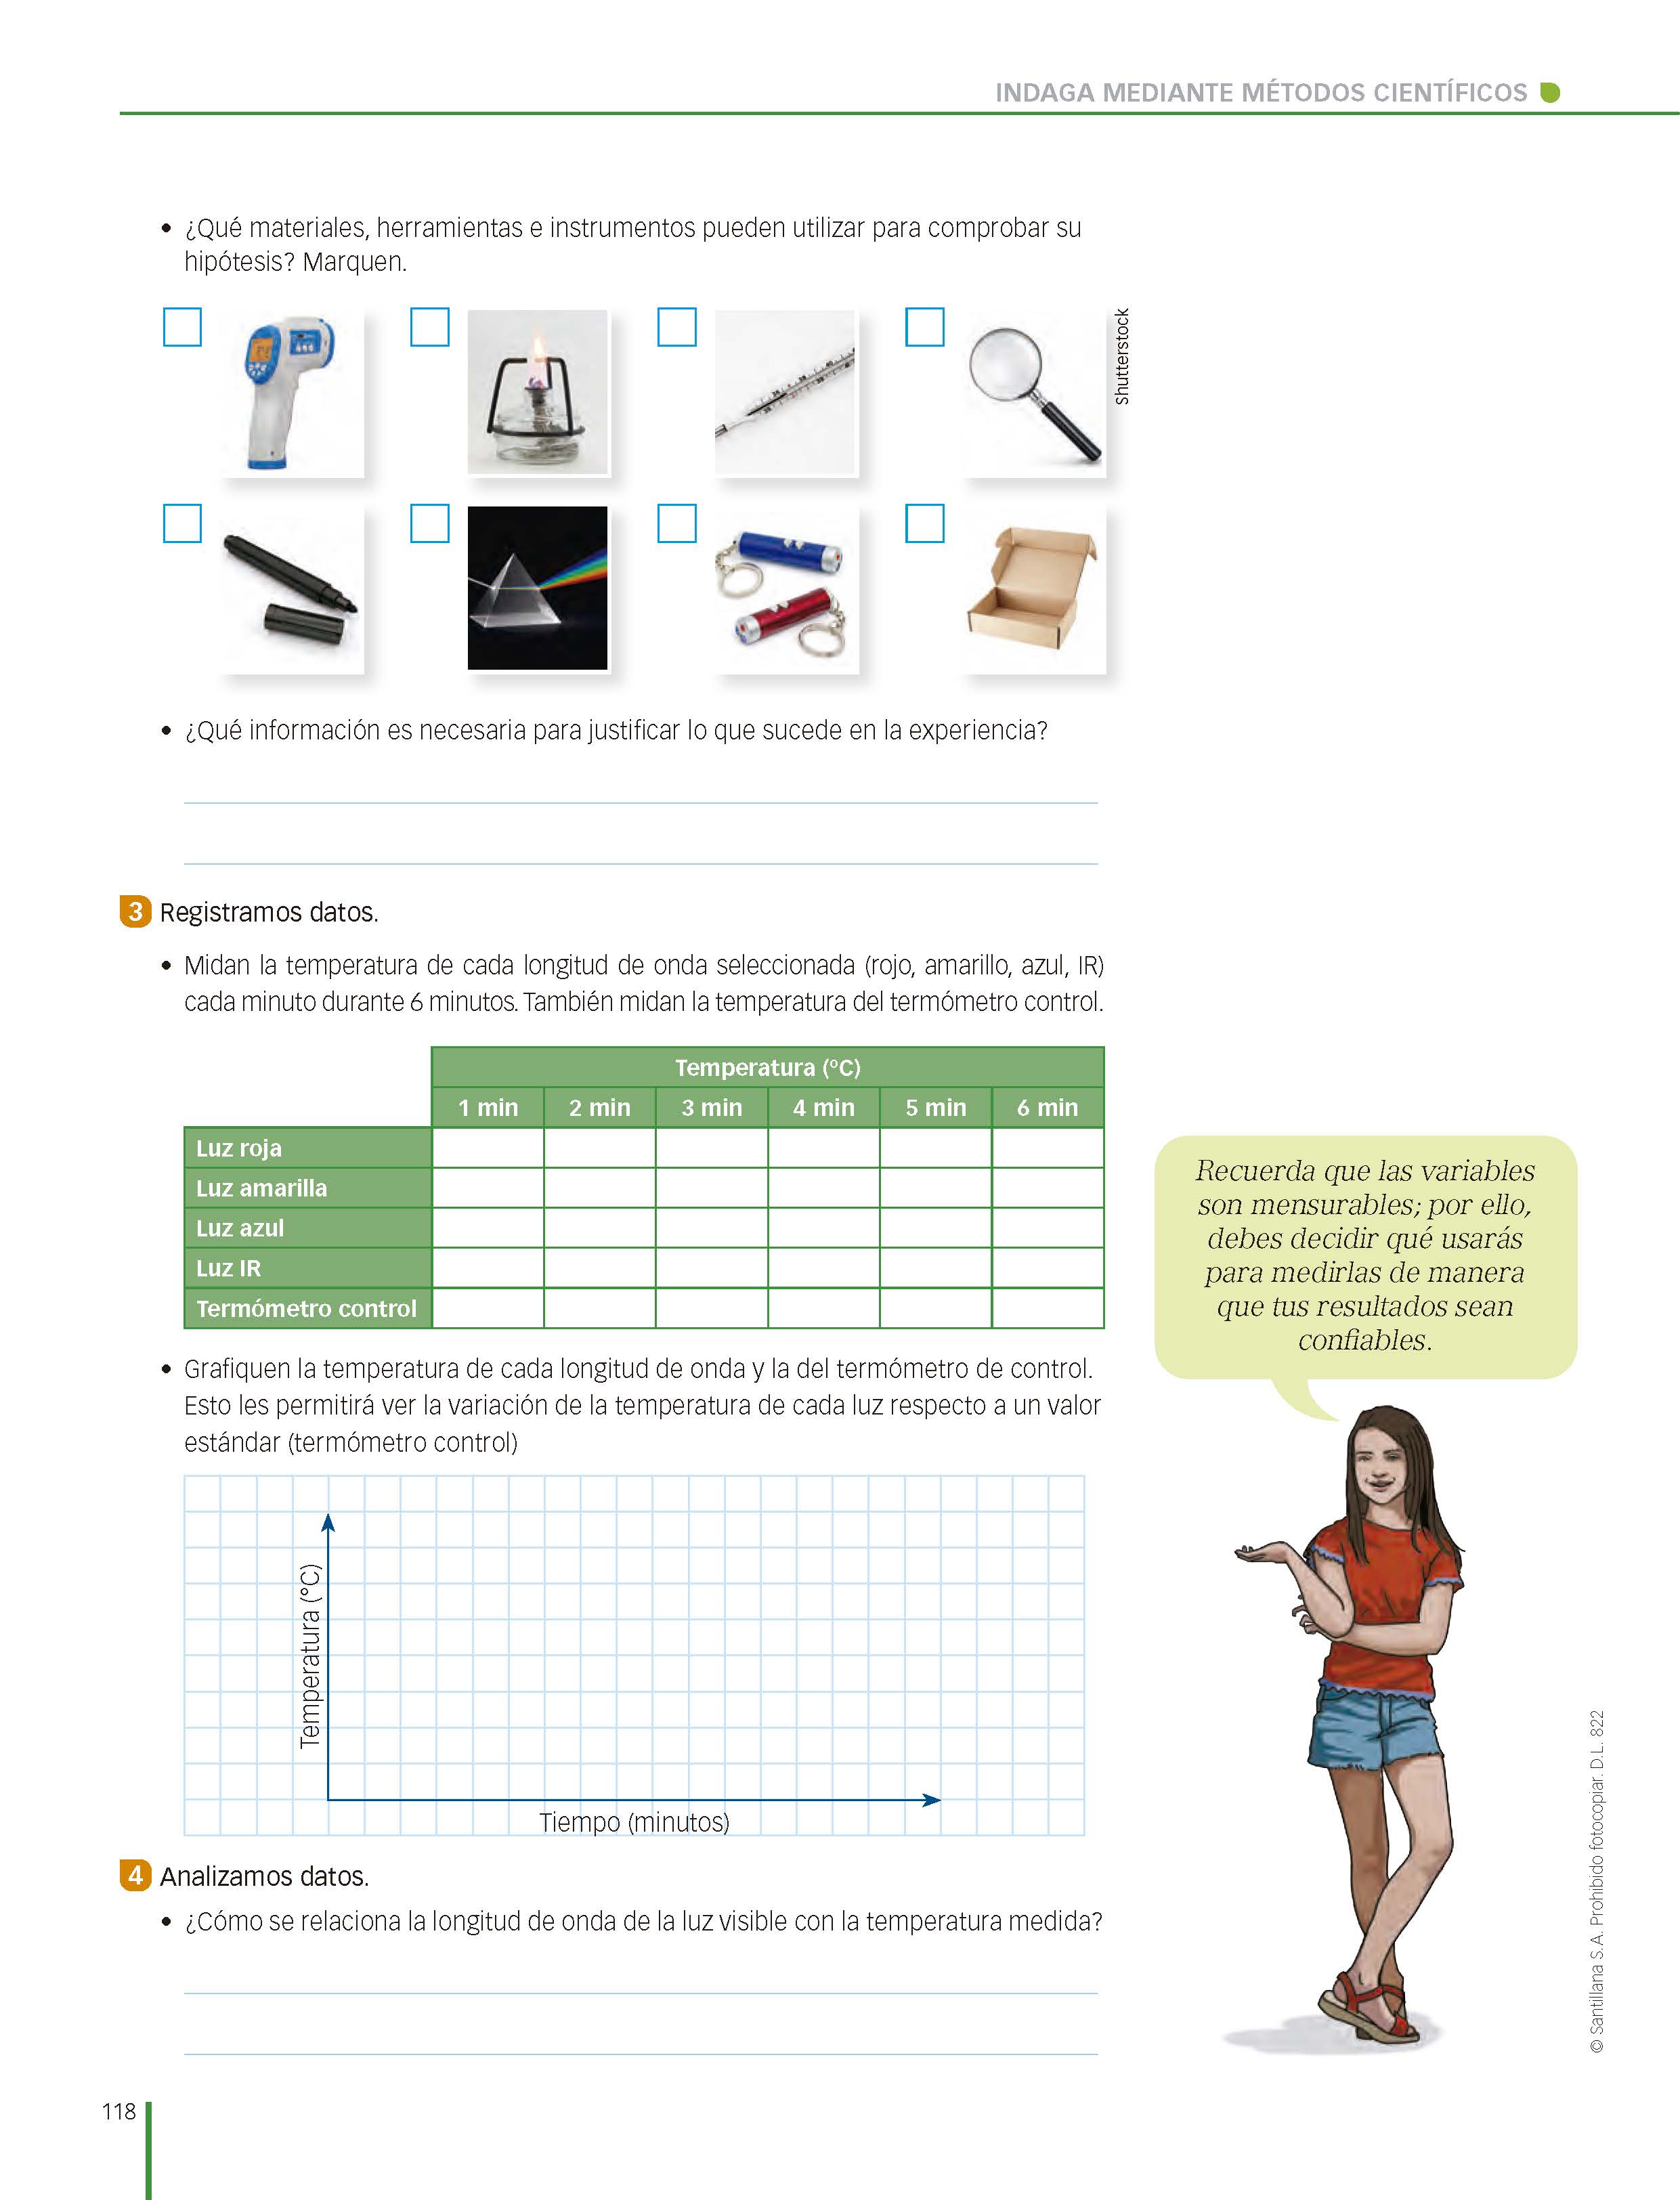 INDAGA MEDIANTE MÉTODOS CIENTÍFICOS
• ¿Qué materiales, herramientas e instrumentos pueden utilizar para comprobar su
hipótesis? Marquen.
Shutterstock
• ¿Qué información es necesaria para justificar lo que sucede en la experiencia?
3 Registramos datos.
• Midan la temperatura de cada longitud de onda seleccionada (rojo, amarillo, azul, IR)
cada minuto durante 6 minutos. También midan la temperatura del termómetro control.
Temperatura (ºC)
1 min 2 min 3 min 4 min 5 min 6 min
Luz roja
Luz amarilla
Luz azul
Luz IR
Termómetro control
Recuerda que las variables
son mensurables; por ello,
debes decidir qué usarás
para medirlas de manera
que tus resultados sean
confiables.
• Grafiquen la temperatura de cada longitud de onda y la del termómetro de control.
Esto les permitirá ver la variación de la temperatura de cada luz respecto a un valor
estándar (termómetro control)
Temperatura (°C)
Tiempo (minutos)
4 Analizamos datos.
• ¿Cómo se relaciona la longitud de onda de la luz visible con la temperatura medida?
© Santillana S.A. Prohibido fotocopiar. D.L. 822
118